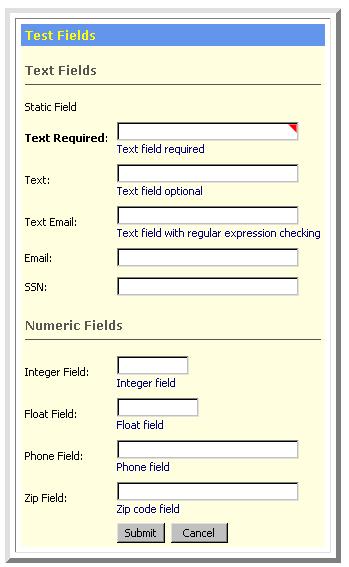 Test Fields
Text Fields
Static Field
Text Required:
Text field required
Text:
Text field optional
Text Email:
Text field with regular expression checking
Email:
SSN:
Numeric Fields
Integer Field:
Integer field
Float Field:
Float field
Phone Field:
Phone field
Zip Field:
Zip code field
Submit Cancel